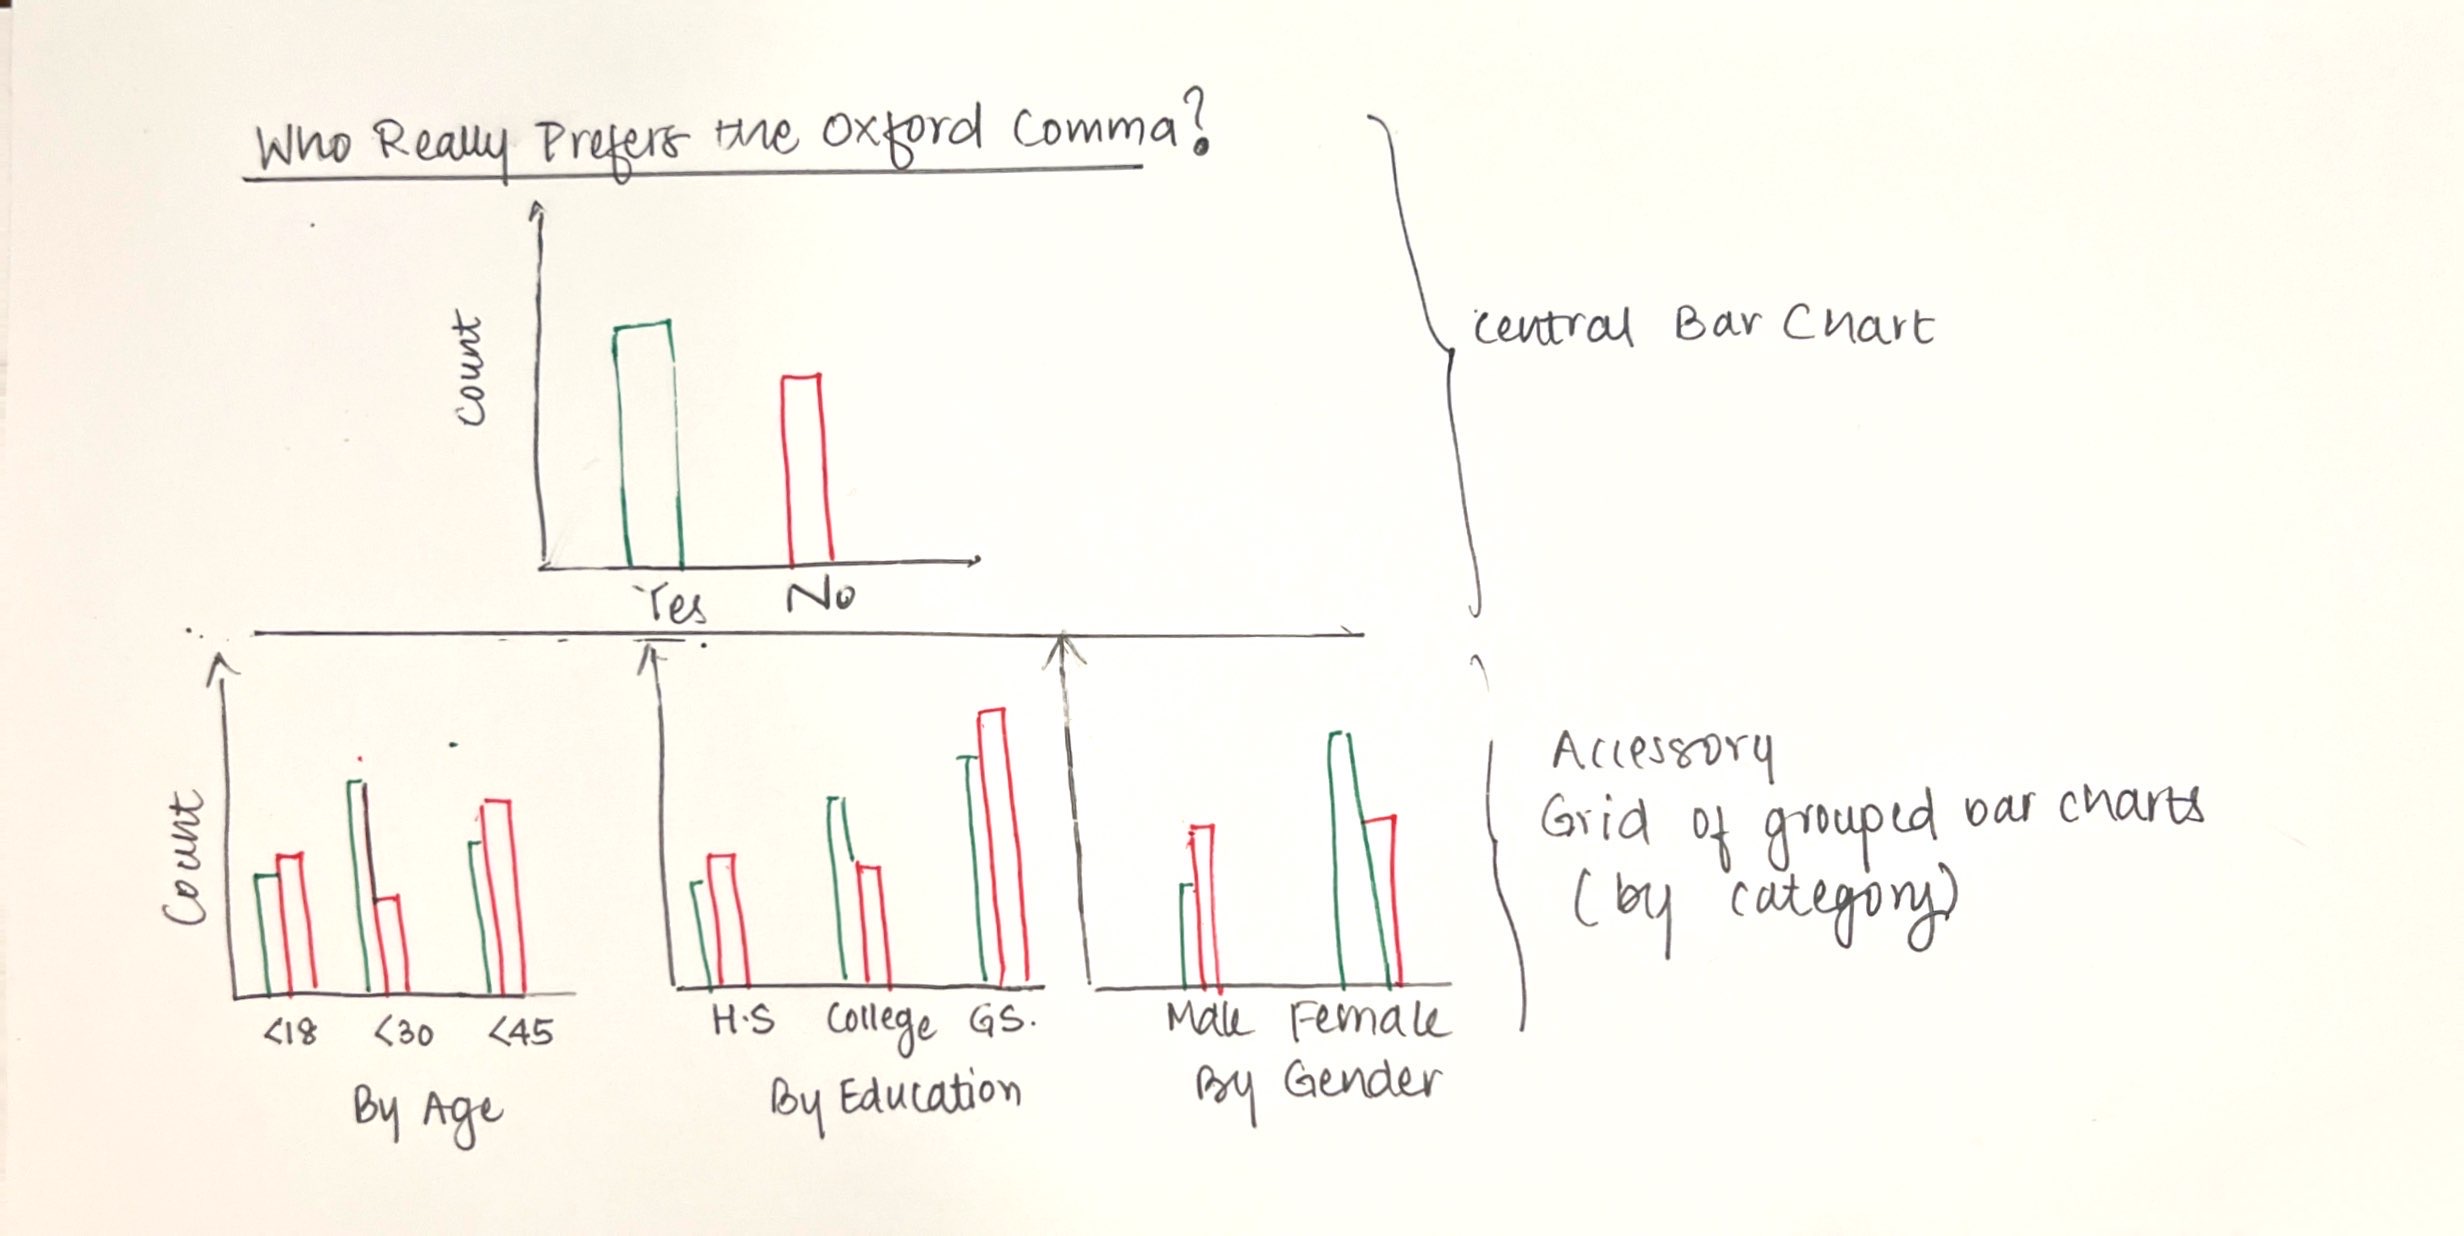 Who Really Prefers the Oxford Comma?
Count
Yes No
Central Bar Chart
Count
<18 <30 <45
By Age
H.S College GS.
By Education
Male Female
By Gender
Accessory
Grid of grouped bar charts
(by category)